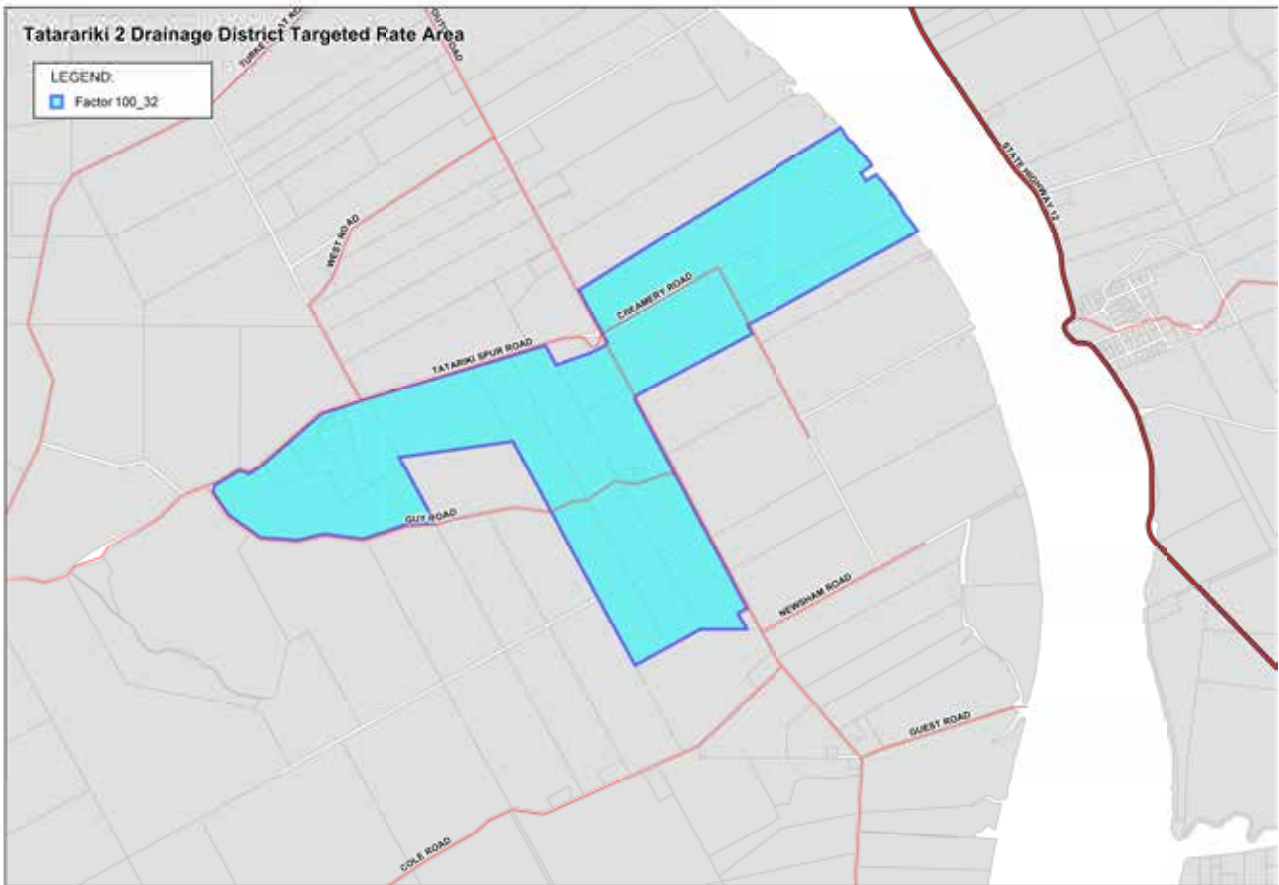 Tatarariki 2 Drainage District Targeted Rate Area
LEGEND:
Factor 100_32
STATE HIGHWAY 12
WEST ROAD
CREAMERY ROAD
TATARIKI SPUR ROAD
GUY ROAD
NEWSHAM ROAD
GUEST ROAD
COLE ROAD